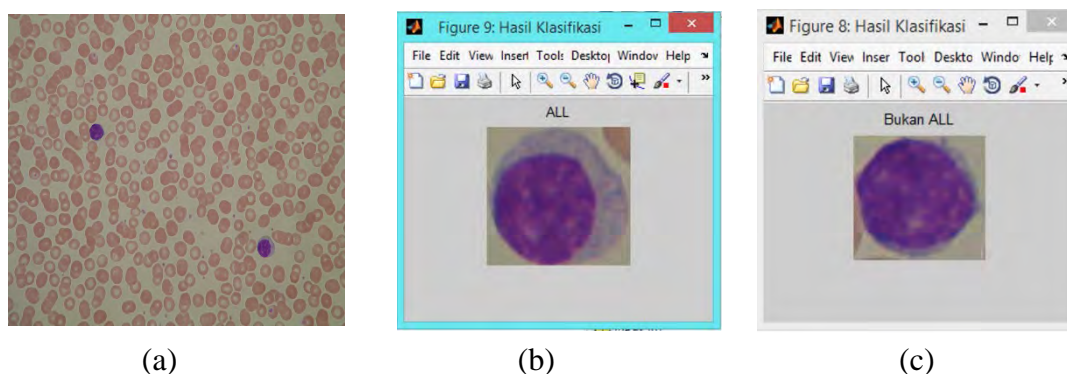 Figure 9: Hasil Klasifikasi
File Edit View Insert Tools Desktop Window Help
ALL
Figure 8: Hasil Klasifikasi
File Edit View Inser Tool Deskto Windo Help
Bukan ALL
(a)
(b)
(c)